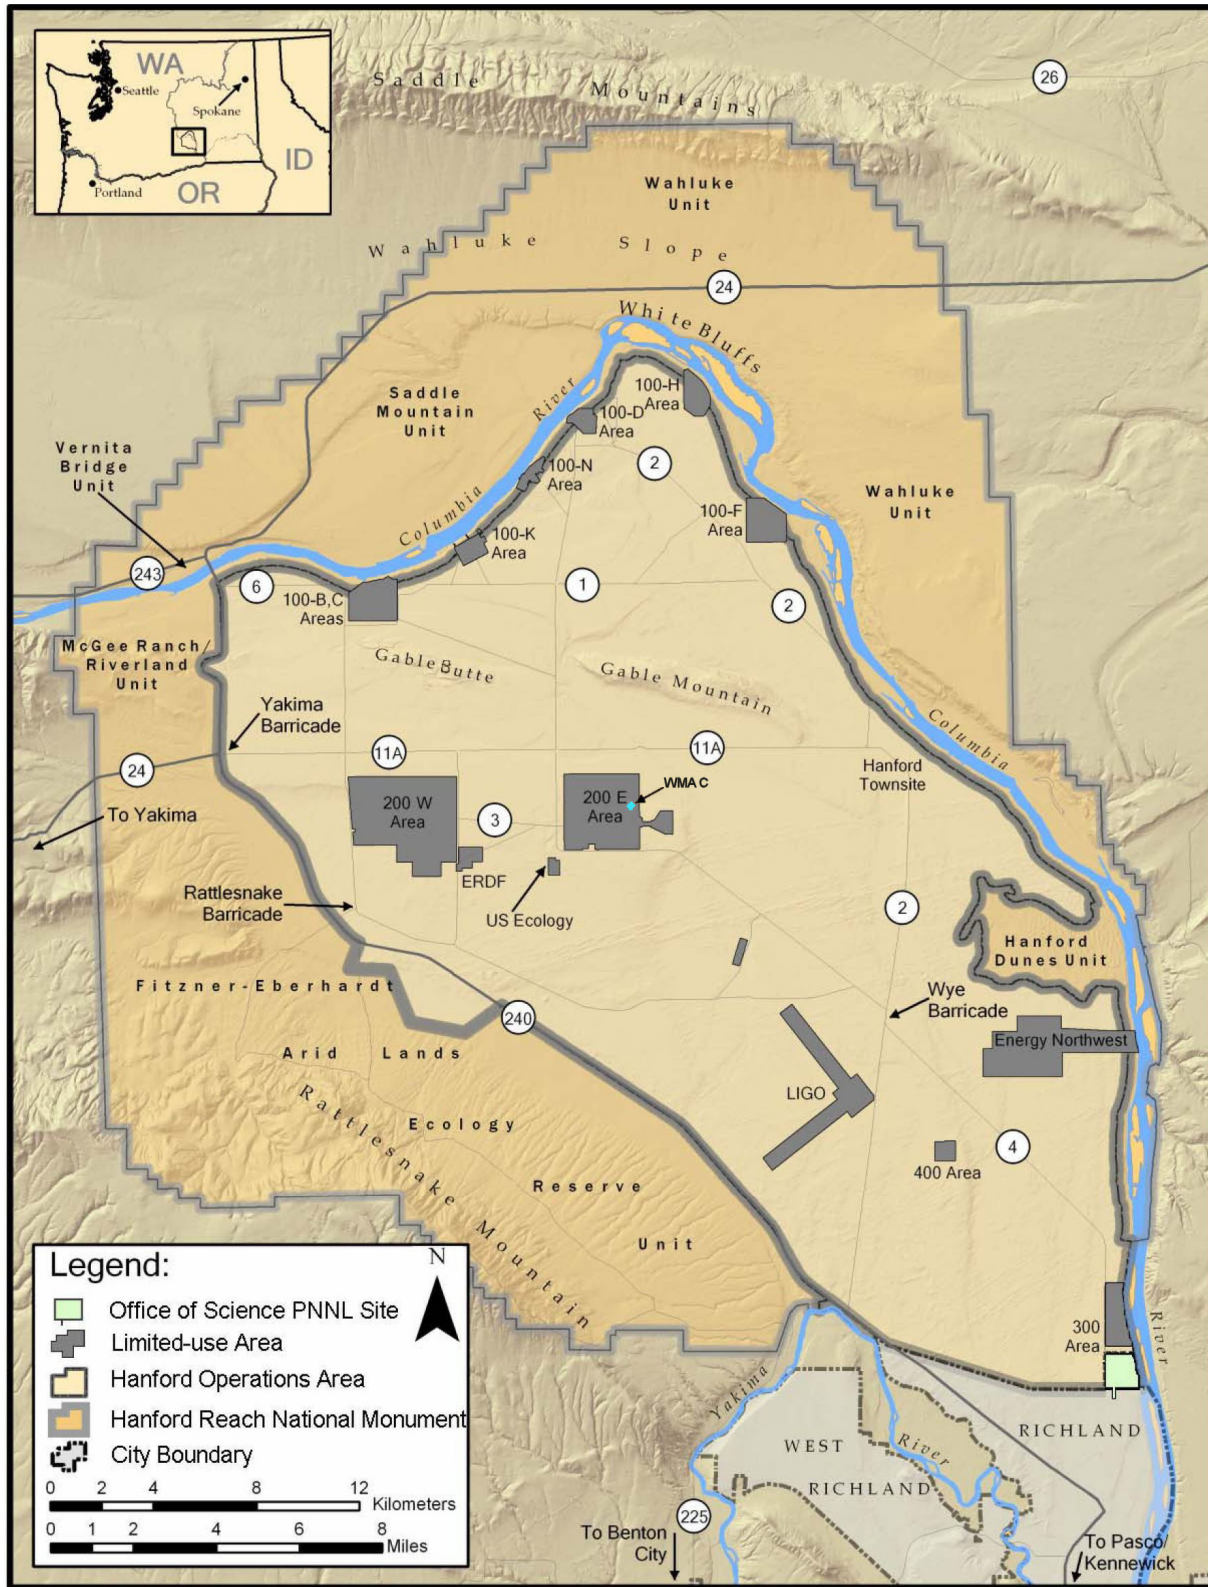 WA
Seattle
Spokane
ID
Portland
OR
26
Saddle Mountains
Wahluke
Unit
Wahluke Slope
24
White Bluffs
Saddle
Mountain
Unit
River
100-H
Area
100-D
Area
Vernita
Bridge
Unit
2
100-N
Area
Columbia
Wahluke
Unit
100-F
Area
100-K
Area
243
6
1
100-B,C
Areas
2
McGee Ranch/
Riverland
Unit
Gable Butte
Gable Mountain
Yakima
Barricade
Columbia
11A
11A
24
Hanford
Townsite
WMA C
200 W
Area
200 E
Area
To Yakima
3
ERDF
Rattlesnake
Barricade
US Ecology
2
Hanford
Dunes Unit
Fitzner-Eberhardt
Wye
Barricade
240
Energy Northwest
Arid Lands
LIGO
Ecology
Rattlesnake Mountain
4
400 Area
Reserve
Unit
N
Legend:
Office of Science PNNL Site
Limited-use Area
Hanford Operations Area
Hanford Reach National Monument
City Boundary
0 2 4 8 12
Kilometers
0 1 2 4 6 8
Miles
300
Area
River
Yakima
RICHLAND
WEST
RICHLAND
River
225
To Benton
City
To Pasco/
Kennewick